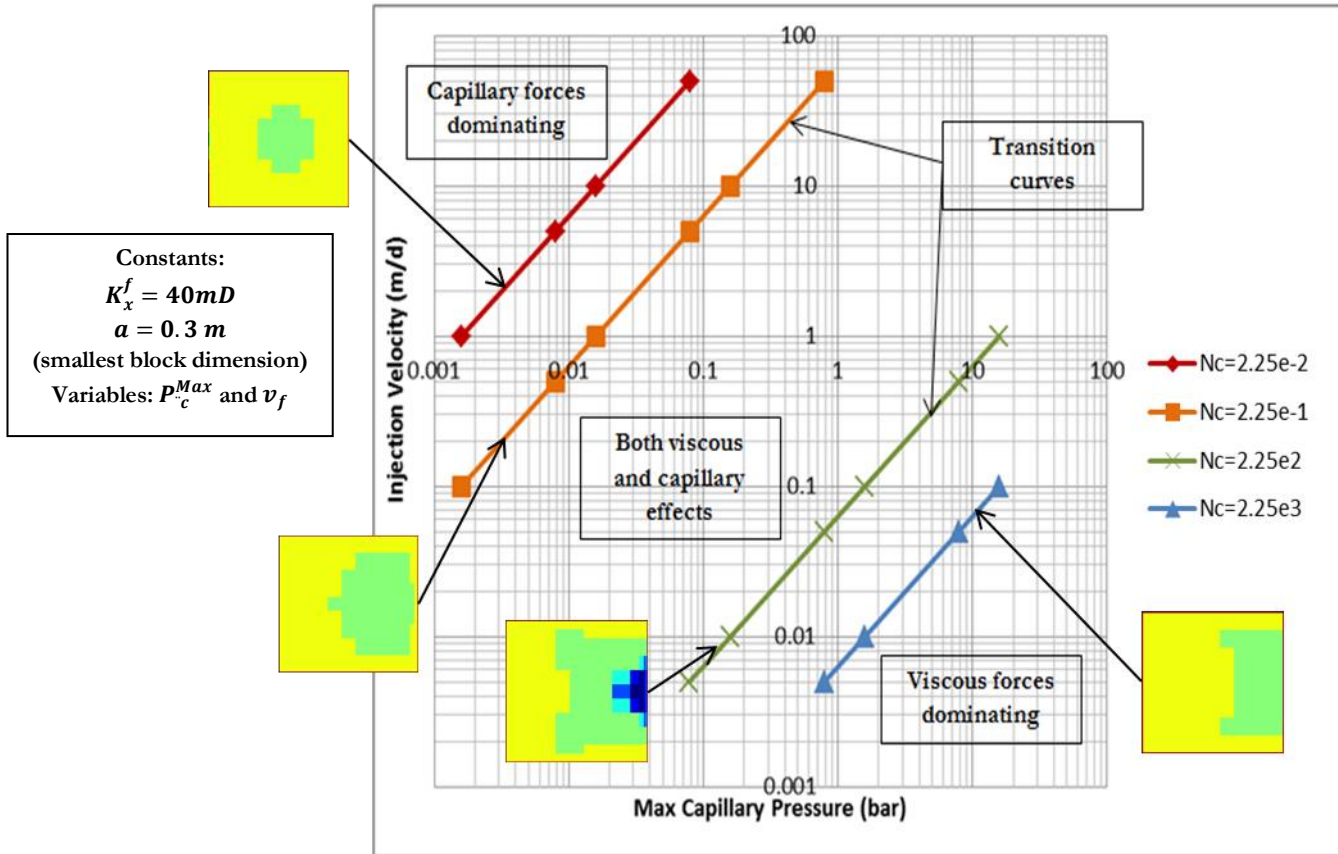 Capillary forces
dominating
Constants:
K_x^f = 40mD
a = 0.3 m
(smallest block dimension)
Variables: P_c^Max and v_f
Transition
curves
Both viscous
and capillary
effects
Viscous forces
dominating
Injection Velocity (m/d)
100
10
1
0.1
0.01
0.001
0.001
0.01
0.1
1
10
100
Max Capillary Pressure (bar)
Nc=2.25e-2
Nc=2.25e-1
Nc=2.25e2
Nc=2.25e3